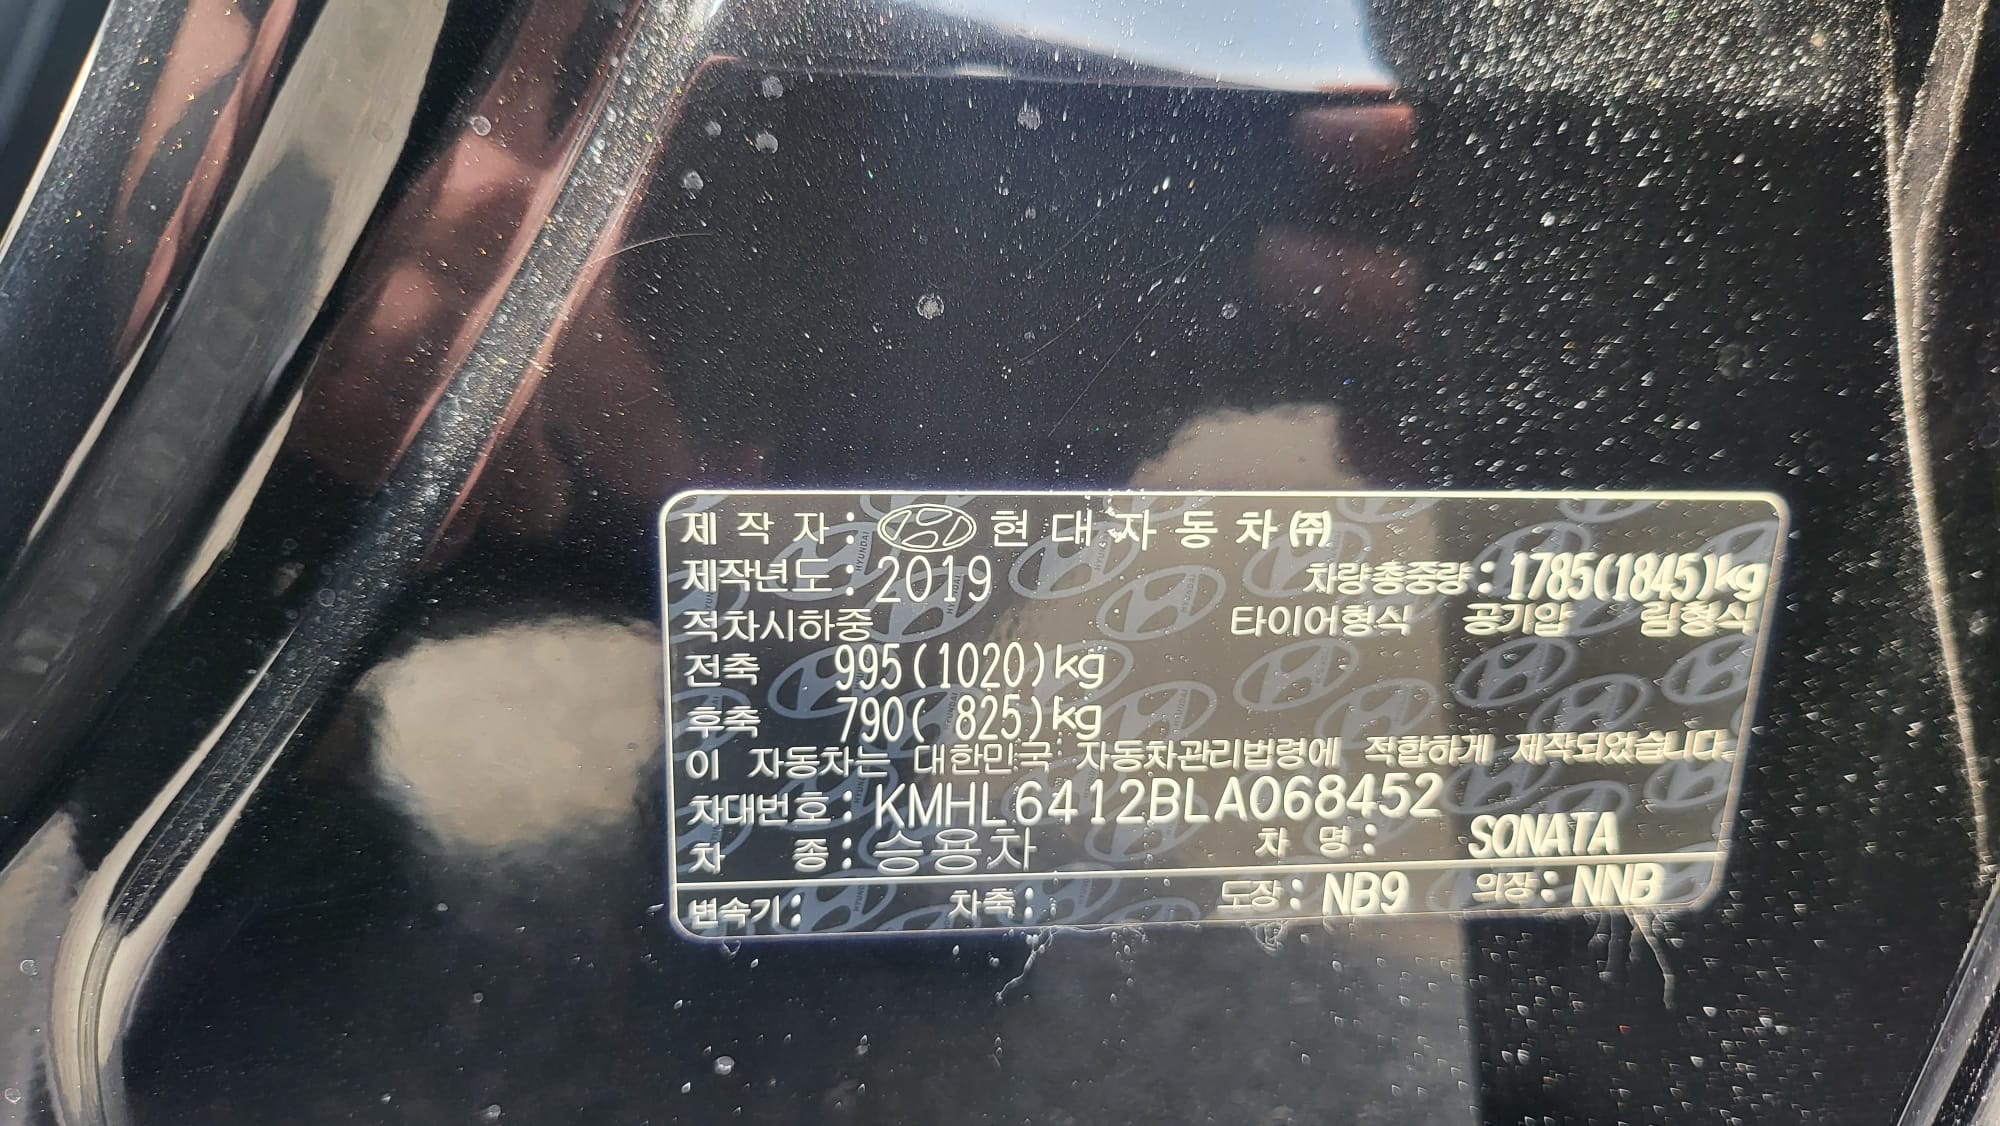 제 작 자 : 현 대 자 동 차 ㈜
제작년도 : 2019 차량총중량 : 1785(1845)kg
적차시하중 타이어형식 공기압 림형식
전축 995(1020)kg
후축 790( 825)kg
이 자동차는 대한민국 자동차관리법령에 적합하게 제작되었습니다.
차대번호 : KMHL6412BLA068452
차 종 : 승용차 차 명 : SONATA
변속기 : 차축 : 도장 : NB9 의장 : NNB